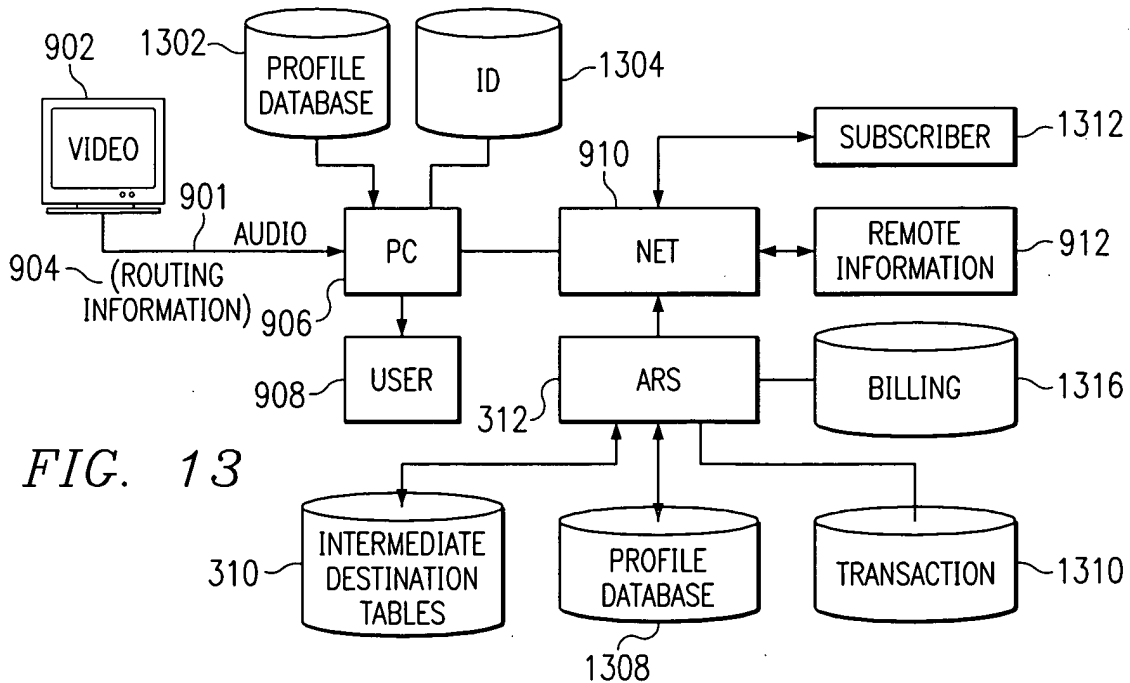 1302
PROFILE
DATABASE
ID
1304
902
VIDEO
901
AUDIO
904
(ROUTING
INFORMATION)
PC
906
USER
908
910
NET
SUBSCRIBER
1312
REMOTE
INFORMATION
912
ARS
312
BILLING
1316
FIG. 13
INTERMEDIATE
DESTINATION
TABLES
310
PROFILE
DATABASE
1308
TRANSACTION
1310